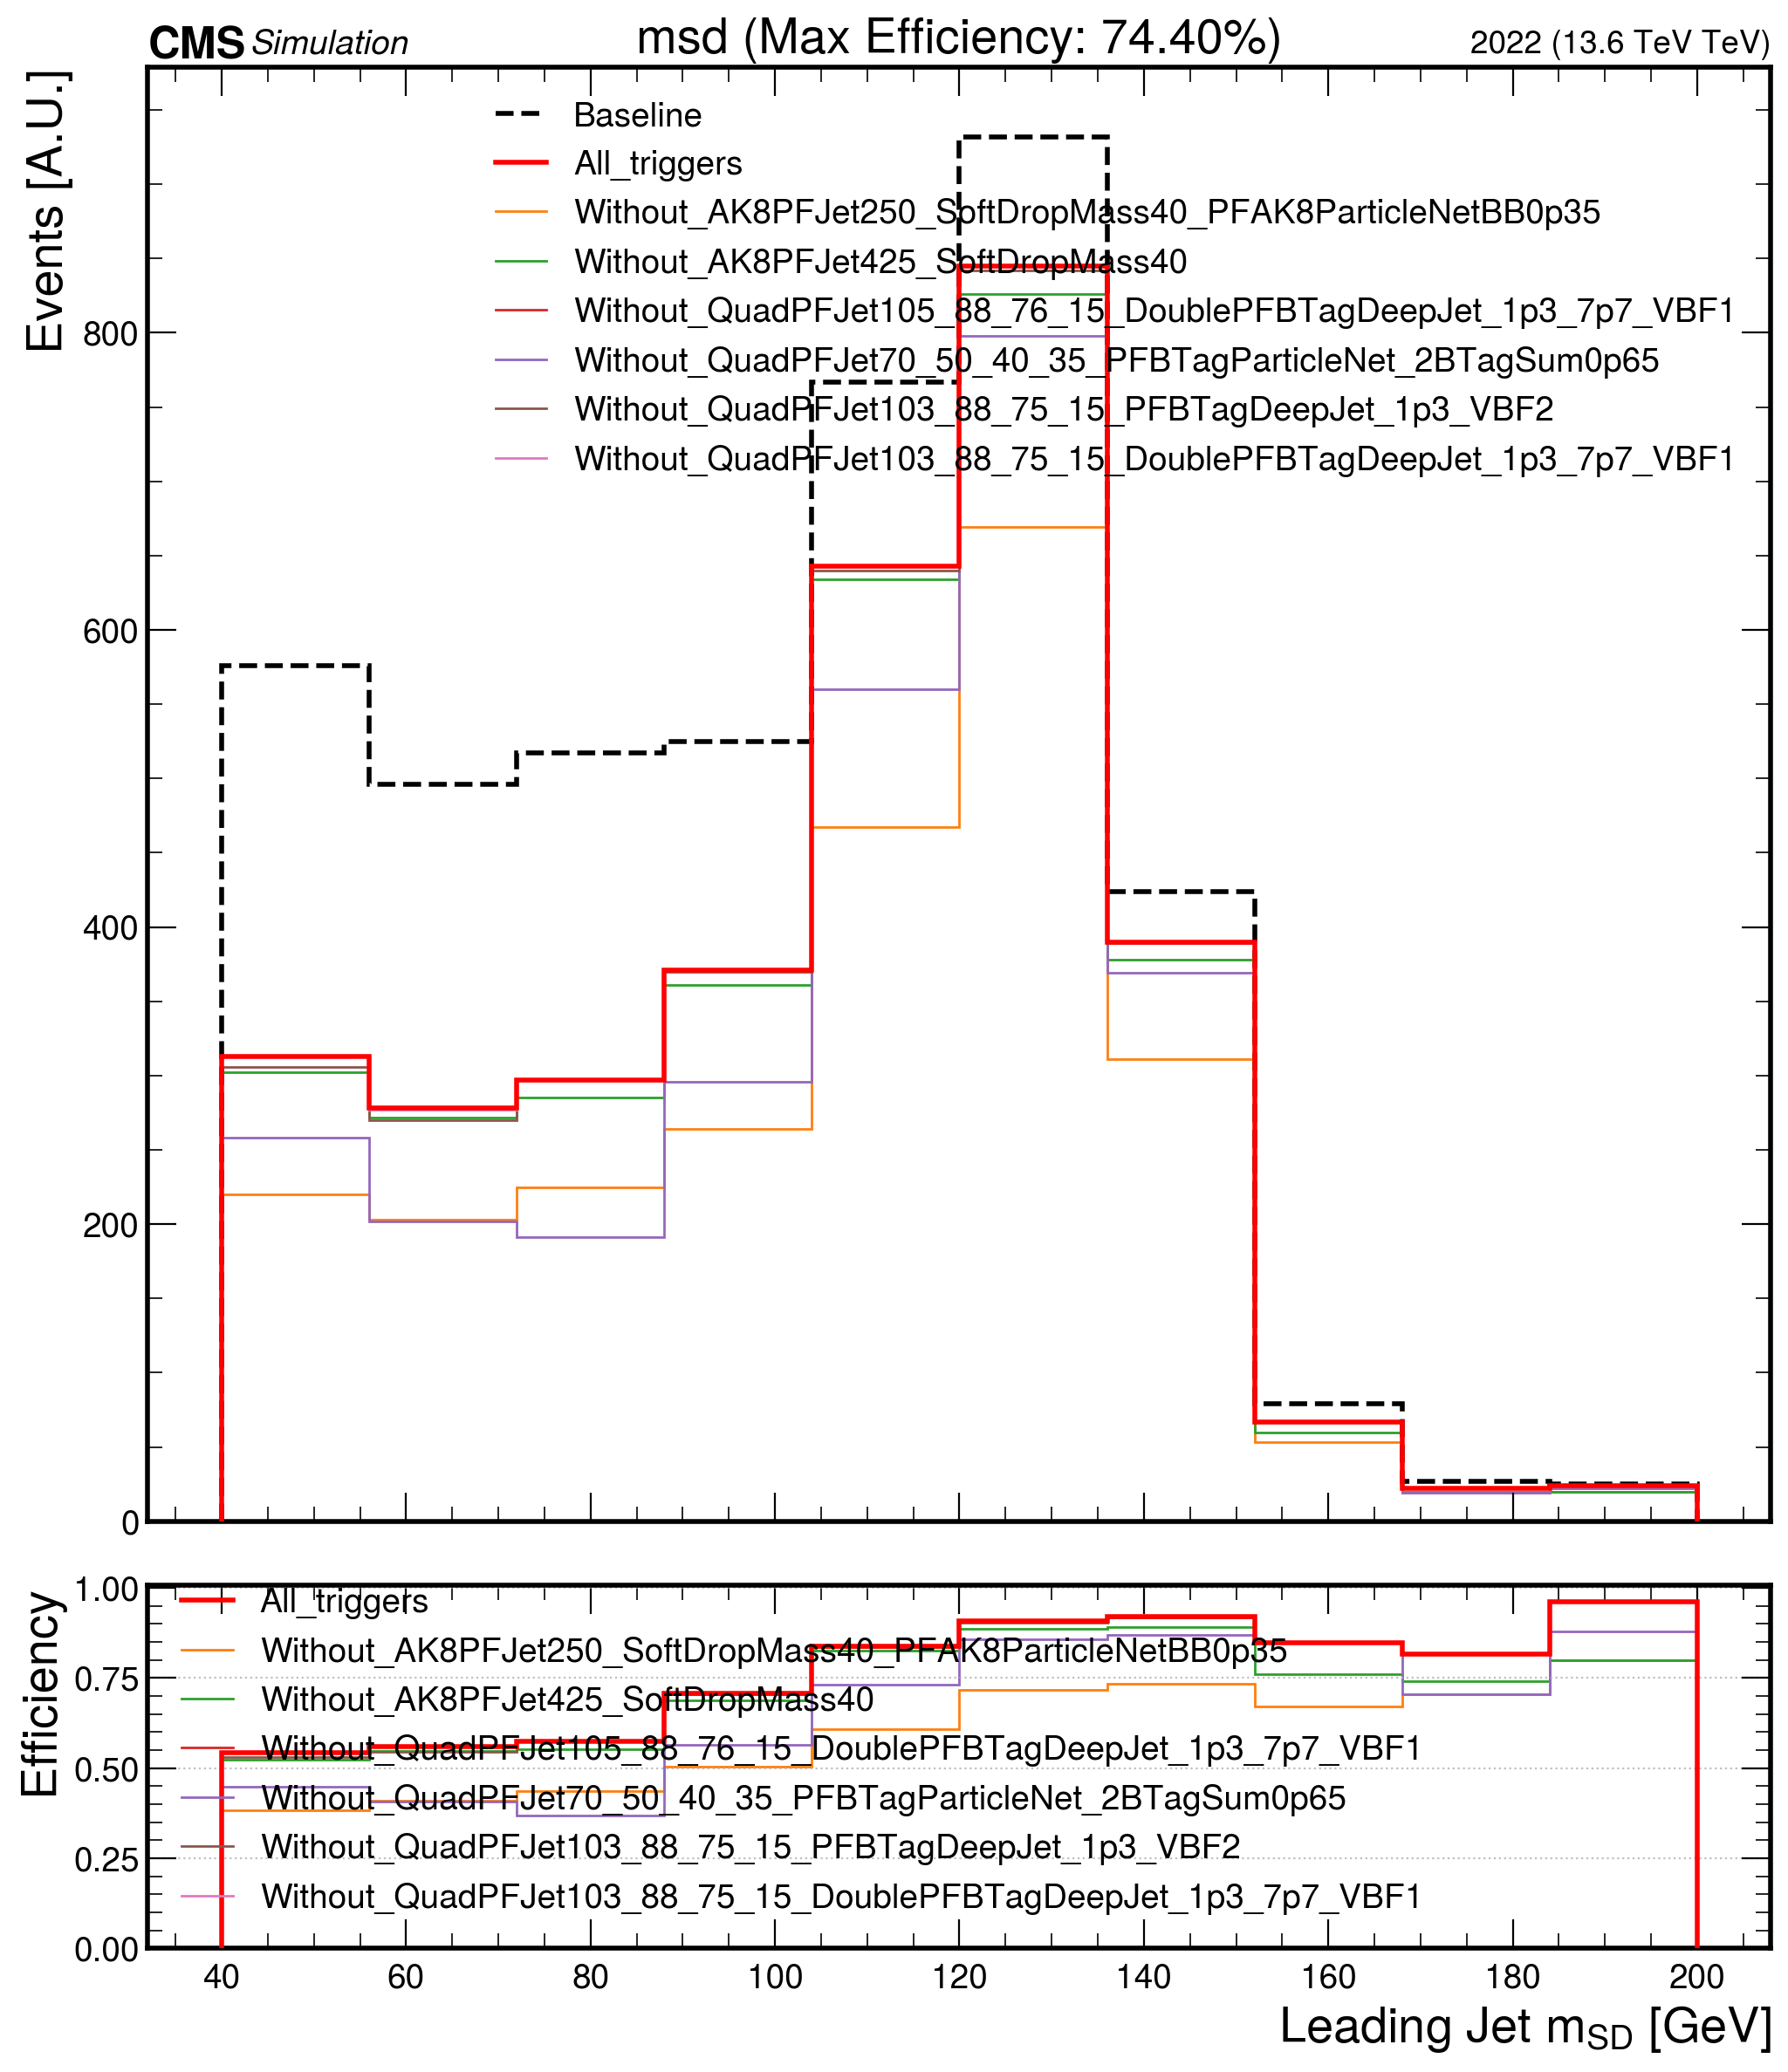 CMS Simulation msd (Max Efficiency: 74.40%) 2022 (13.6 TeV TeV)
Events [A.U.]
Baseline
All_triggers
Without_AK8PFJet250_SoftDropMass40_PFAK8ParticleNetBB0p35
Without_AK8PFJet425_SoftDropMass40
Without_QuadPFJet105_88_76_15_DoublePFBTagDeepJet_1p3_7p7_VBF1
Without_QuadPFJet70_50_40_35_PFBTagParticleNet_2BTagSum0p65
Without_QuadPFJet103_88_75_15_PFBTagDeepJet_1p3_VBF2
Without_QuadPFJet103_88_75_15_DoublePFBTagDeepJet_1p3_7p7_VBF1
800
600
400
200
0
Efficiency
1.00
0.75
0.50
0.25
0.00
All_triggers
Without_AK8PFJet250_SoftDropMass40_PFAK8ParticleNetBB0p35
Without_AK8PFJet425_SoftDropMass40
Without_QuadPFJet105_88_76_15_DoublePFBTagDeepJet_1p3_7p7_VBF1
Without_QuadPFJet70_50_40_35_PFBTagParticleNet_2BTagSum0p65
Without_QuadPFJet103_88_75_15_PFBTagDeepJet_1p3_VBF2
Without_QuadPFJet103_88_75_15_DoublePFBTagDeepJet_1p3_7p7_VBF1
40 60 80 100 120 140 160 180 200
Leading Jet mSD [GeV]